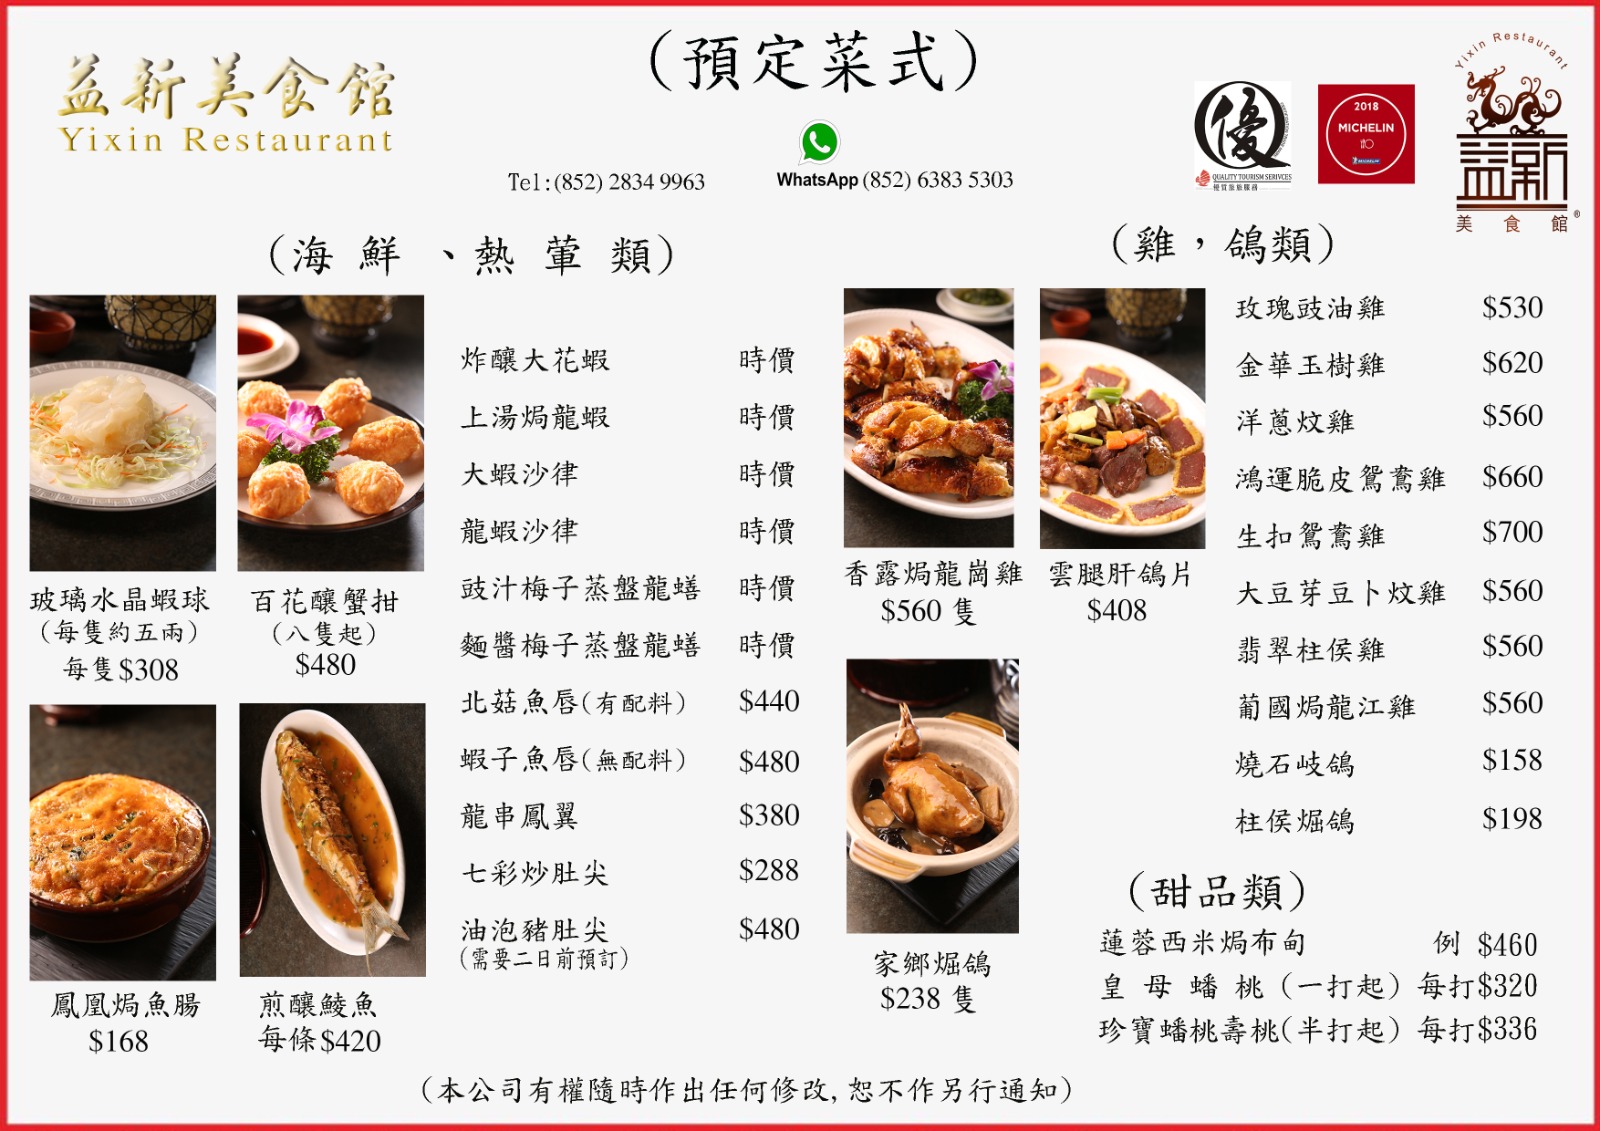 益新美食館
Yixin Restaurant
(預定菜式)
Tel:(852) 2834 9963
WhatsApp (852) 6383 5303
優
QUALITY TOURISM SERVICES
優質旅遊服務
2018
MICHELIN
Yixin Restaurant
益新
美食館
®
(海鮮、熱葷類)
玻璃水晶蝦球
(每隻約五兩)
每隻$308
百花釀蟹拑
(八隻起)
$480
鳳凰焗魚腸
$168
煎釀鯪魚
每條$420
炸釀大花蝦 時價
上湯焗龍蝦 時價
大蝦沙律 時價
龍蝦沙律 時價
豉汁梅子蒸盤龍鱔 時價
麵醬梅子蒸盤龍鱔 時價
北菇魚唇(有配料) $440
蝦子魚唇(無配料) $480
龍串鳳翼 $380
七彩炒肚尖 $288
油泡豬肚尖 $480
(需要二日前預訂)
(雞,鴿類)
香露焗龍崗雞
$560 隻
雲腿肝鴿片
$408
家鄉焗鴿
$238 隻
玫瑰豉油雞 $530
金華玉樹雞 $620
洋蔥炆雞 $560
鴻運脆皮鴛鴦雞 $660
生扣鴛鴦雞 $700
大豆芽豆卜炆雞 $560
翡翠柱侯雞 $560
葡國焗龍江雞 $560
燒石岐鴿 $158
柱侯焗鴿 $198
(甜品類)
蓮蓉西米焗布甸 例 $460
皇母蟠桃(一打起) 每打$320
珍寶蟠桃壽桃(半打起) 每打$336
(本公司有權隨時作出任何修改,恕不作另行通知)